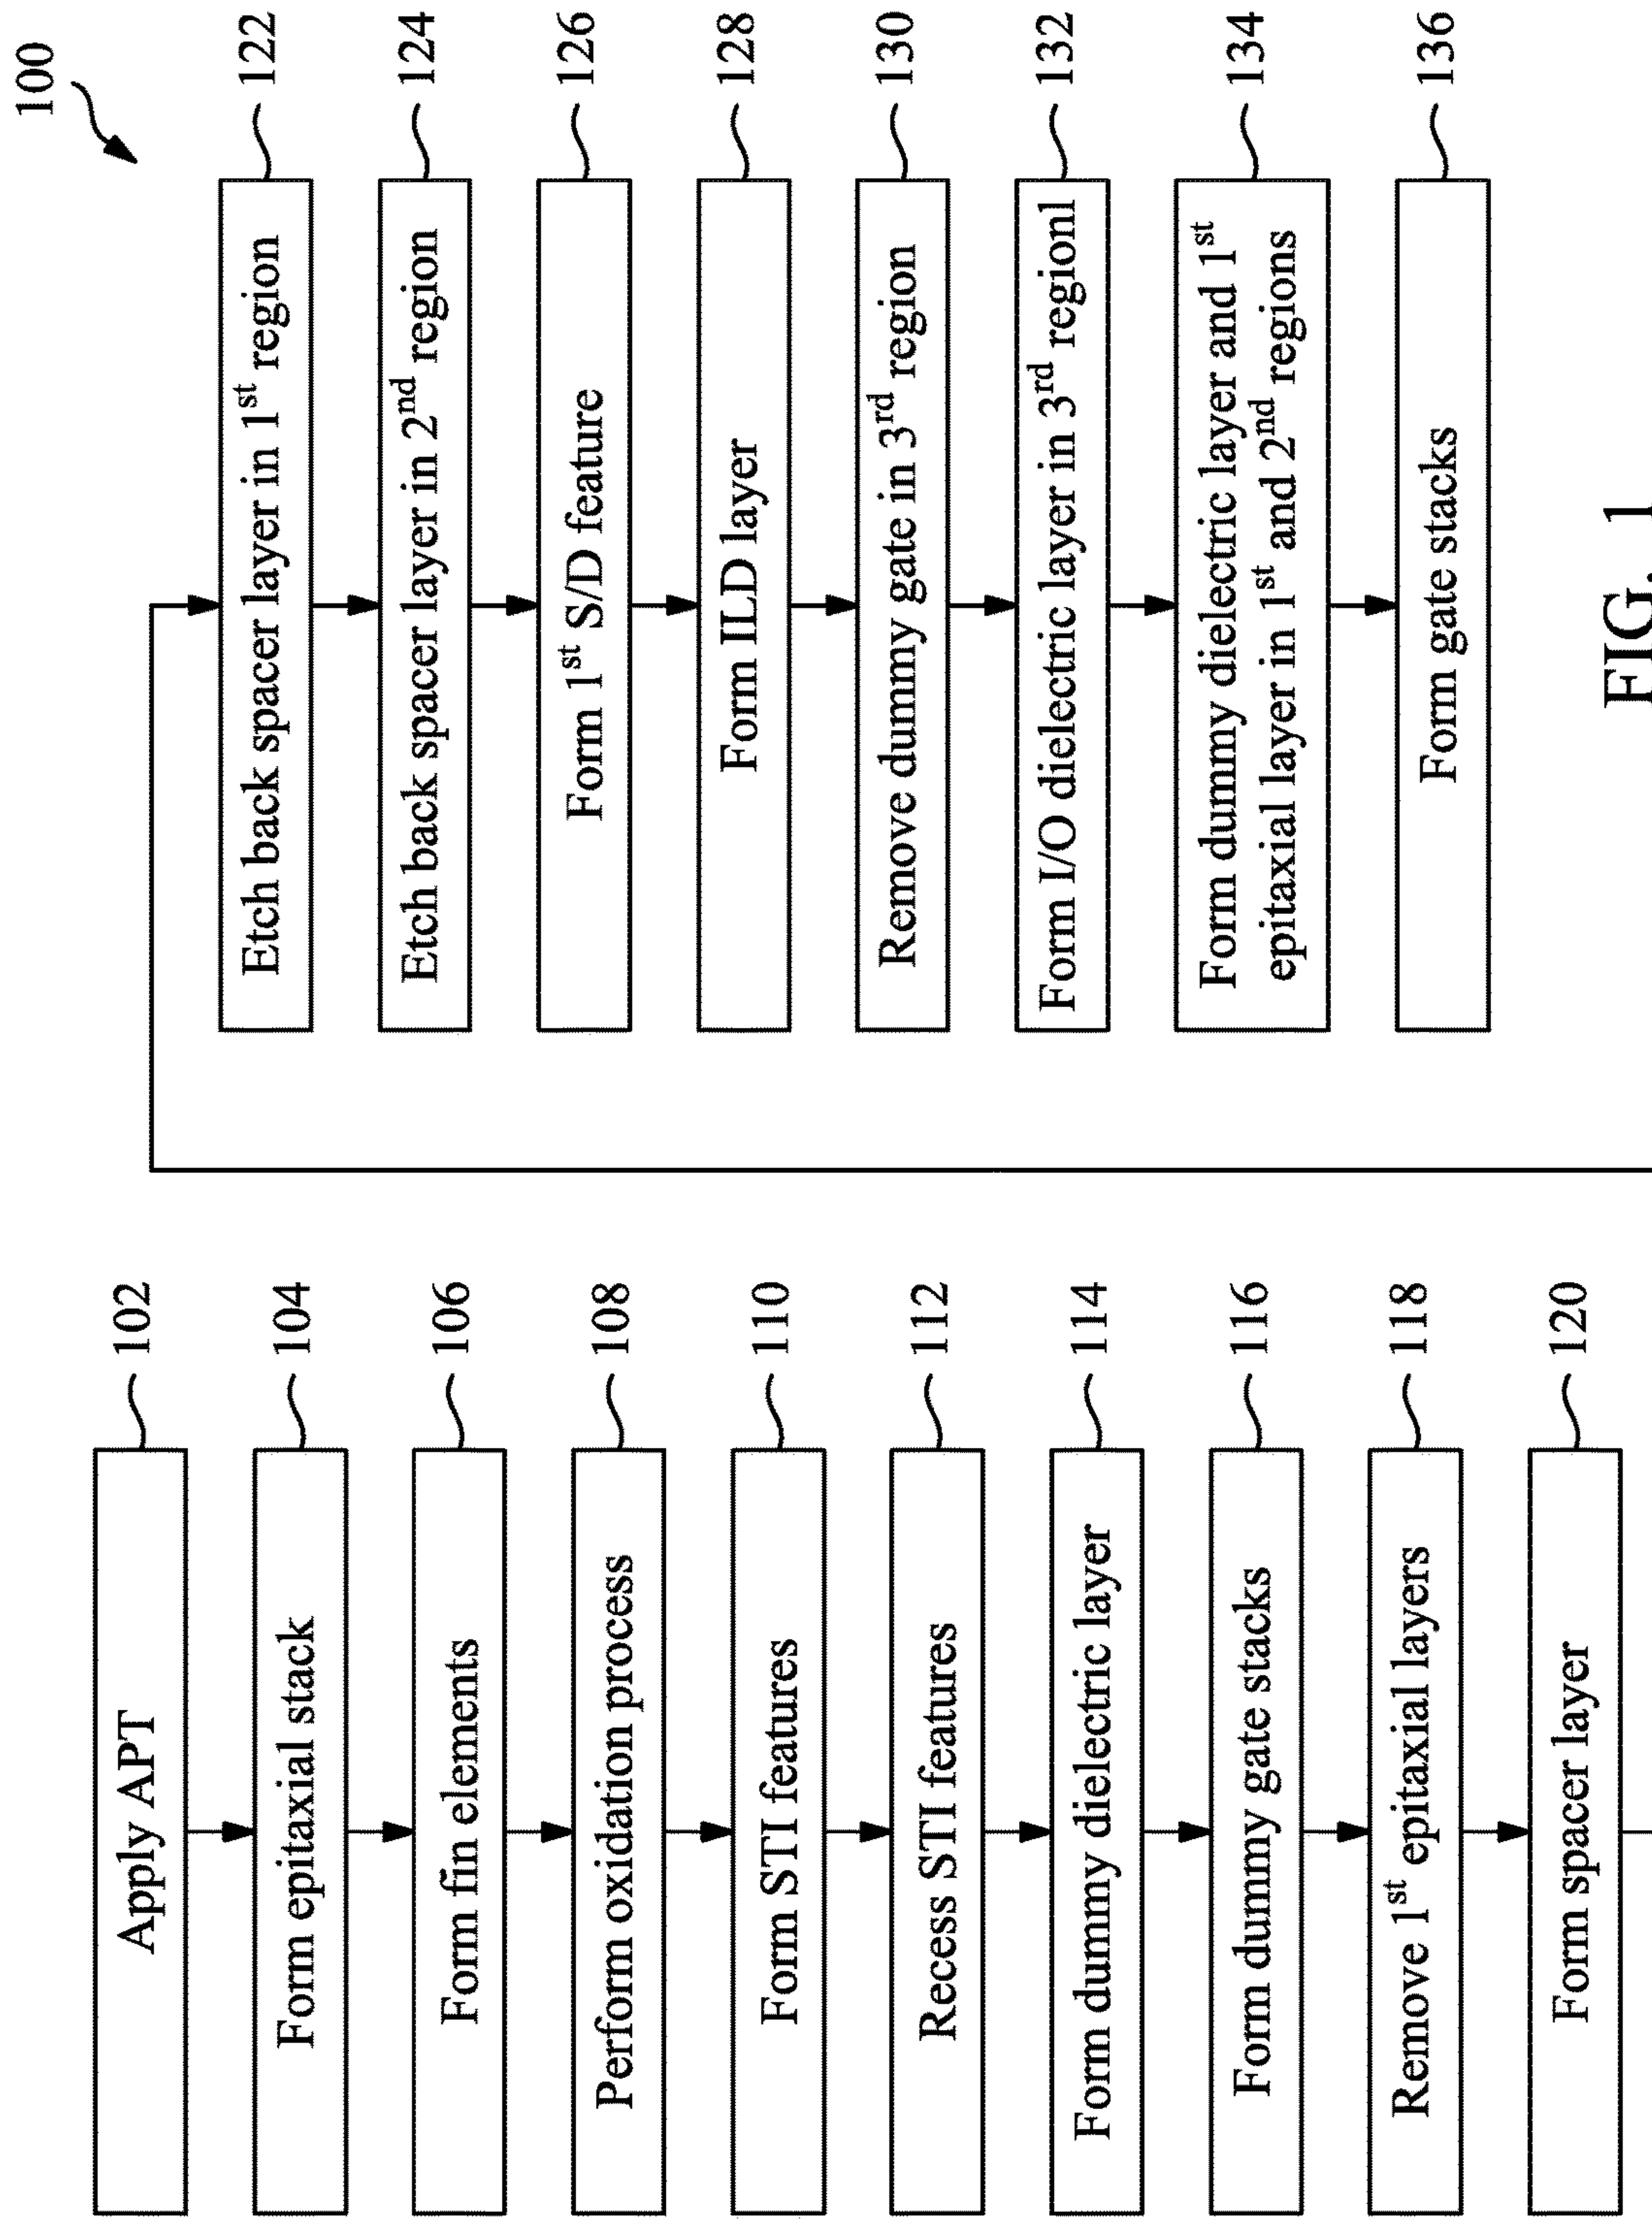 100
Apply APT
102
Form epitaxial stack
104
Form fin elements
106
Perform oxidation process
108
Form STI features
110
Recess STI features
112
Form dummy dielectric layer
114
Form dummy gate stacks
116
Remove 1st epitaxial layers
118
Form spacer layer
120
Etch back spacer layer in 1st region
122
Etch back spacer layer in 2nd region
124
Form 1st S/D feature
126
Form ILD layer
128
Remove dummy gate in 3rd region
130
Form I/O dielectric layer in 3rd regionl
132
Form dummy dielectric layer and 1st
epitaxial layer in 1st and 2nd regions
134
Form gate stacks
136
FIG. 1